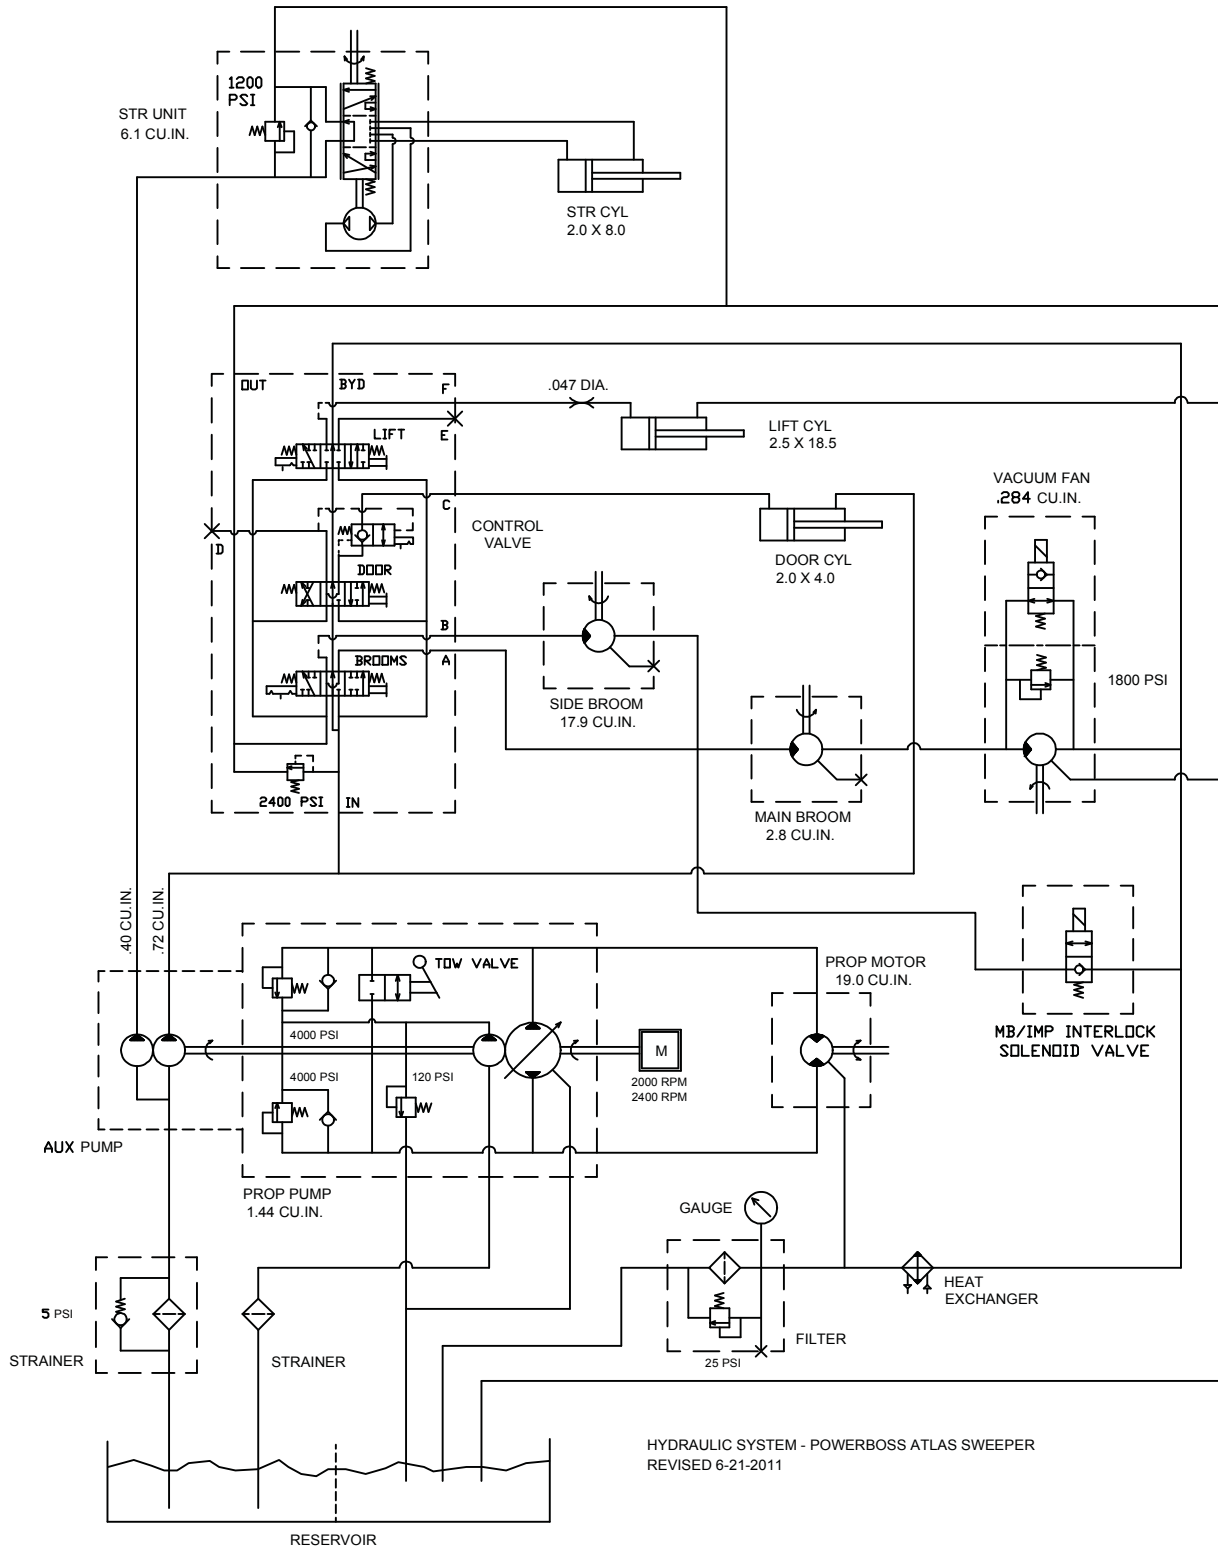 1200
PSI
STR UNIT
6.1 CU.IN.
STR CYL
2.0 X 8.0
OUT
BYD
F
.047 DIA.
LIFT
E
LIFT CYL
2.5 X 18.5
VACUUM FAN
.284 CU.IN.
C
CONTROL
VALVE
D
DOOR
DOOR CYL
2.0 X 4.0
B
BROOMS
A
1800 PSI
SIDE BROOM
17.9 CU.IN.
2400 PSI
IN
MAIN BROOM
2.8 CU.IN.
.40 CU.IN.
.72 CU.IN.
TOW VALVE
PROP MOTOR
19.0 CU.IN.
4000 PSI
MB/IMP INTERLOCK
SOLENOID VALVE
M
4000 PSI
120 PSI
2000 RPM
2400 RPM
AUX PUMP
PROP PUMP
1.44 CU.IN.
GAUGE
HEAT
EXCHANGER
5 PSI
FILTER
STRAINER
STRAINER
25 PSI
HYDRAULIC SYSTEM - POWERBOSS ATLAS SWEEPER
REVISED 6-21-2011
RESERVOIR